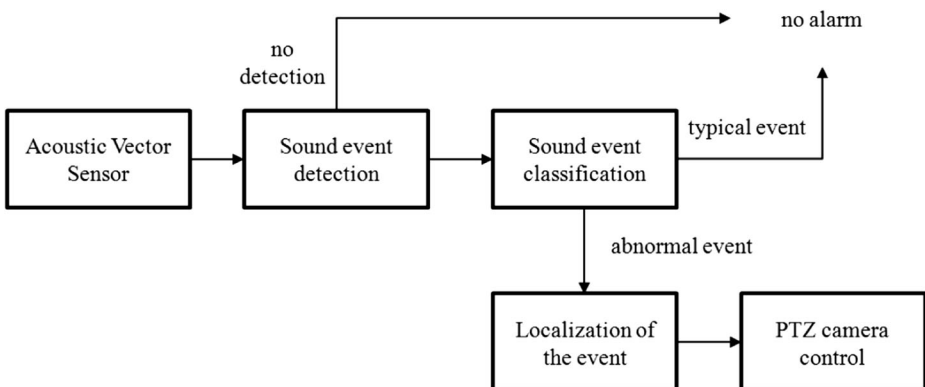 no alarm
no
detection
Acoustic Vector
Sensor
Sound event
detection
Sound event
classification
typical event
abnormal event
Localization of
the event
PTZ camera
control